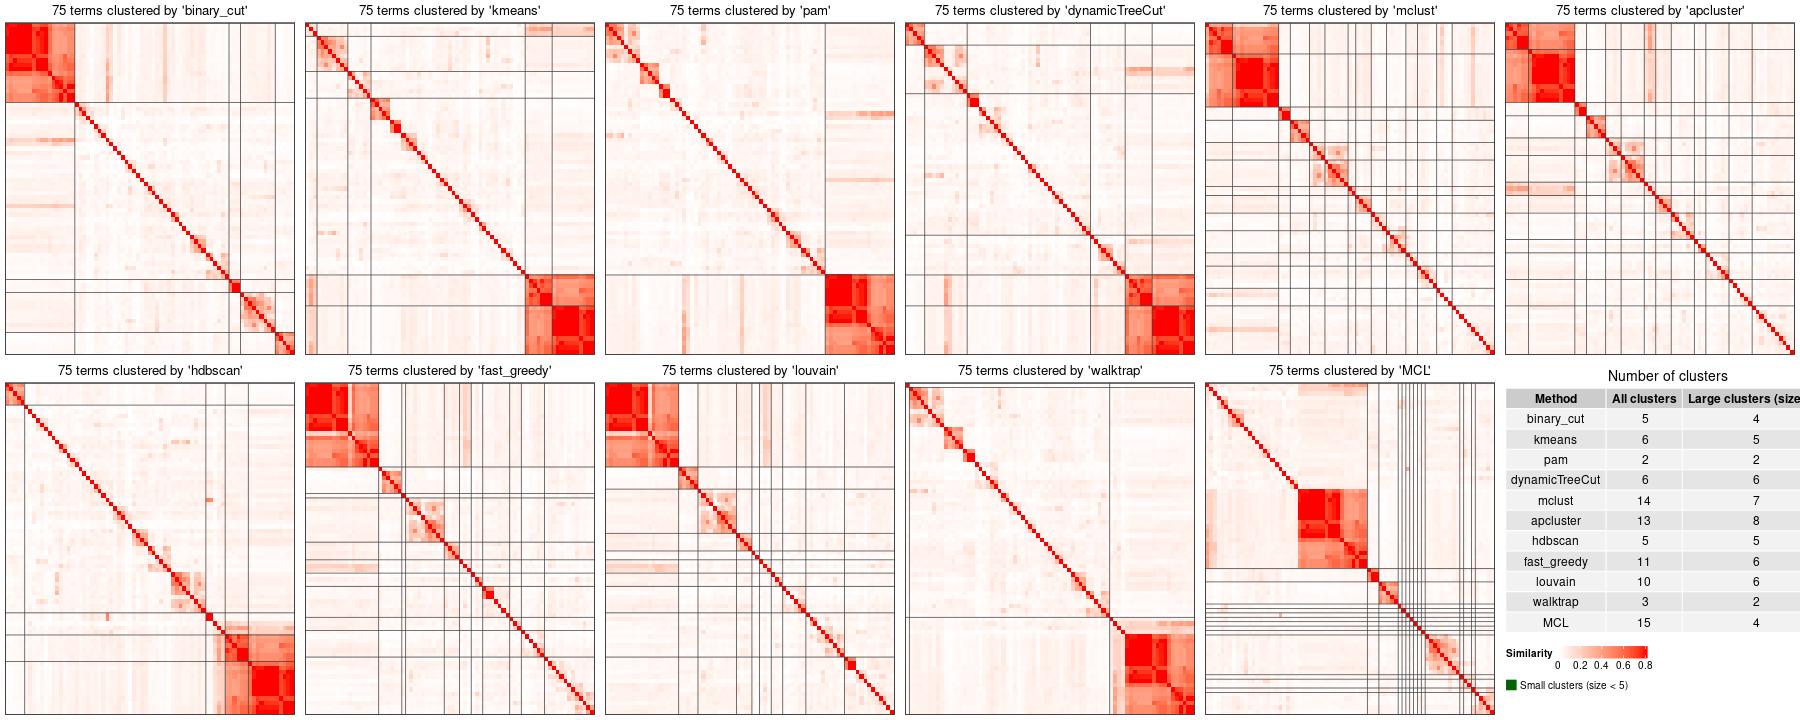 75 terms clustered by 'binary_cut'
75 terms clustered by 'kmeans'
75 terms clustered by 'pam'
75 terms clustered by 'dynamicTreeCut'
75 terms clustered by 'mclust'
75 terms clustered by 'apcluster'
75 terms clustered by 'hdbscan'
75 terms clustered by 'fast_greedy'
75 terms clustered by 'louvain'
75 terms clustered by 'walktrap'
75 terms clustered by 'MCL'
Number of clusters
Method All clusters Large clusters (size
binary_cut 5 4
kmeans 6 5
pam 2 2
dynamicTreeCut 6 6
mclust 14 7
apcluster 13 8
hdbscan 5 5
fast_greedy 11 6
louvain 10 6
walktrap 3 2
MCL 15 4
Similarity
0 0.2 0.4 0.6 0.8
Small clusters (size < 5)